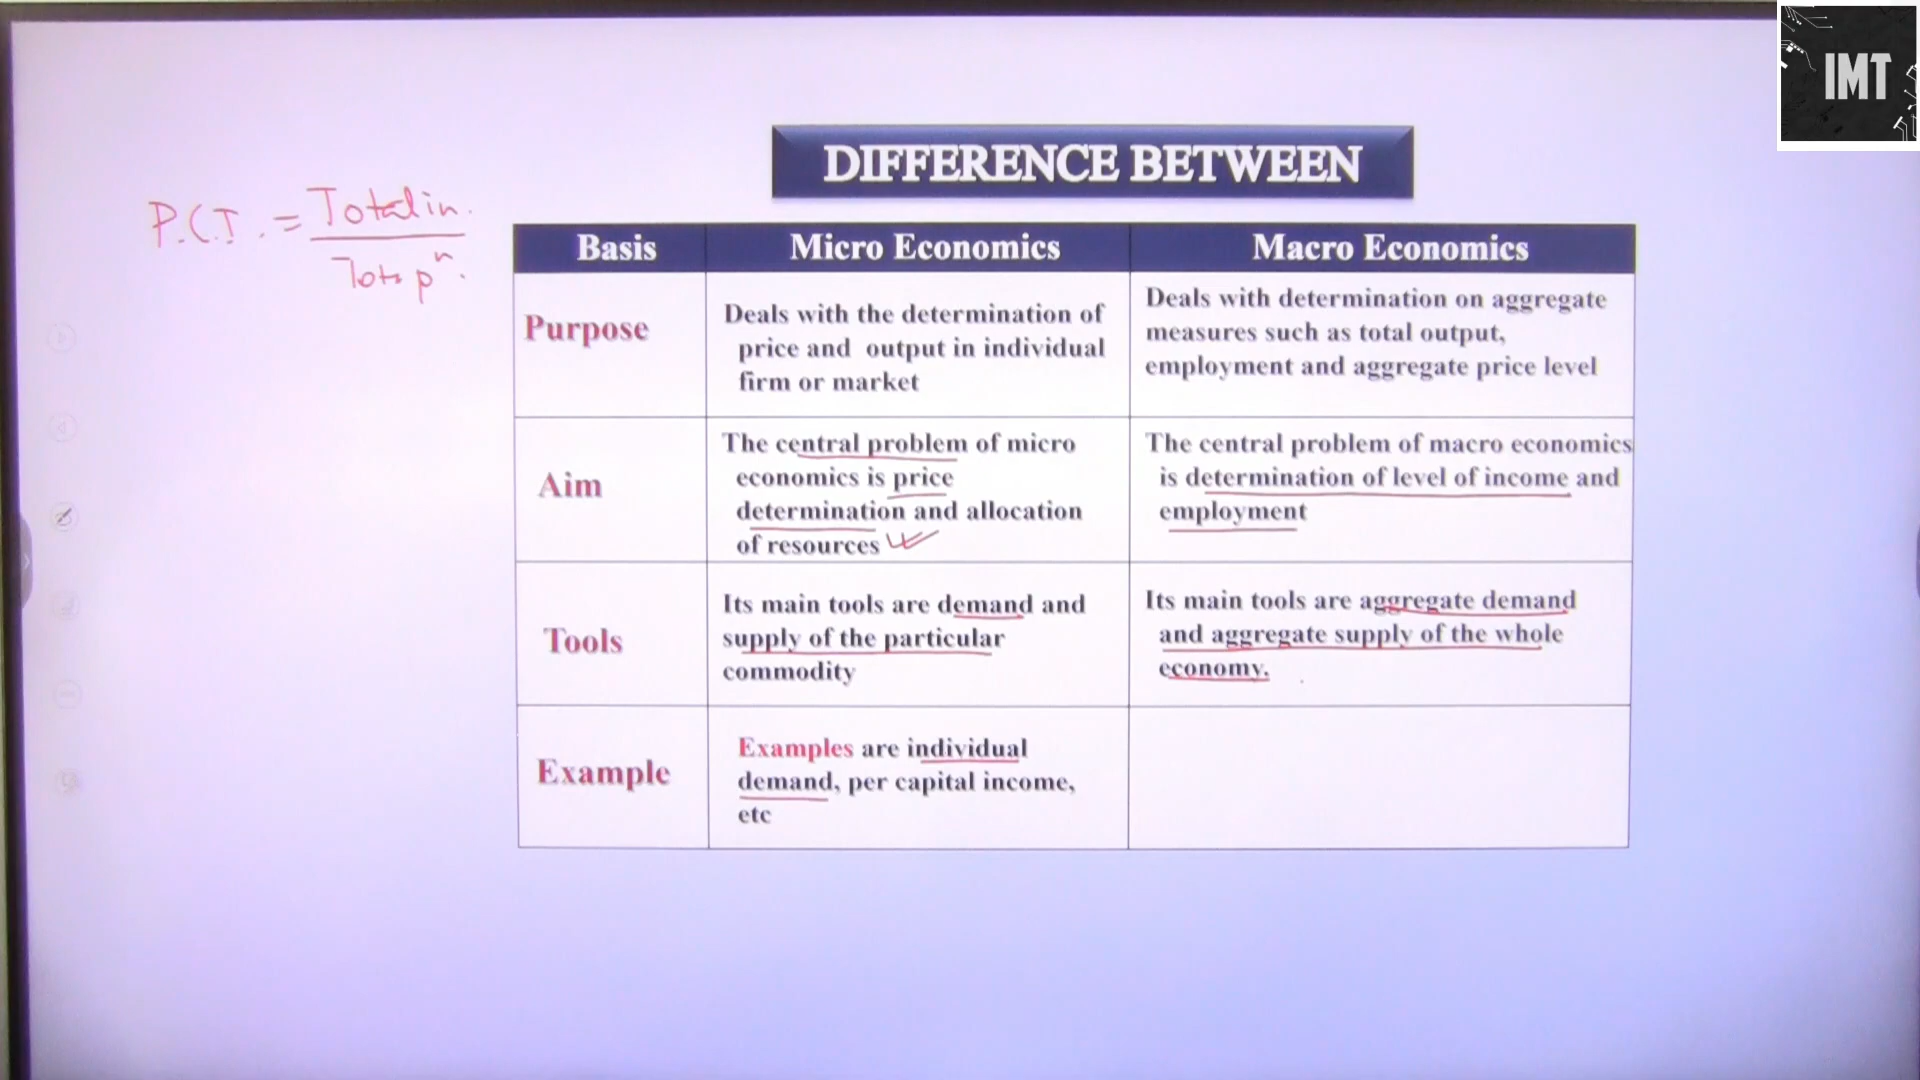 IMT
DIFFERENCE BETWEEN
P.C.I. = Total in.
Tot. pⁿ.
Basis
Micro Economics
Macro Economics
Purpose
Deals with the determination of
price and output in individual
firm or market
Deals with determination on aggregate
measures such as total output,
employment and aggregate price level
Aim
The central problem of micro
economics is price
determination and allocation
of resources
The central problem of macro economics
is determination of level of income and
employment
Tools
Its main tools are demand and
supply of the particular
commodity
Its main tools are aggregate demand
and aggregate supply of the whole
economy.
Example
Examples are individual
demand, per capital income,
etc